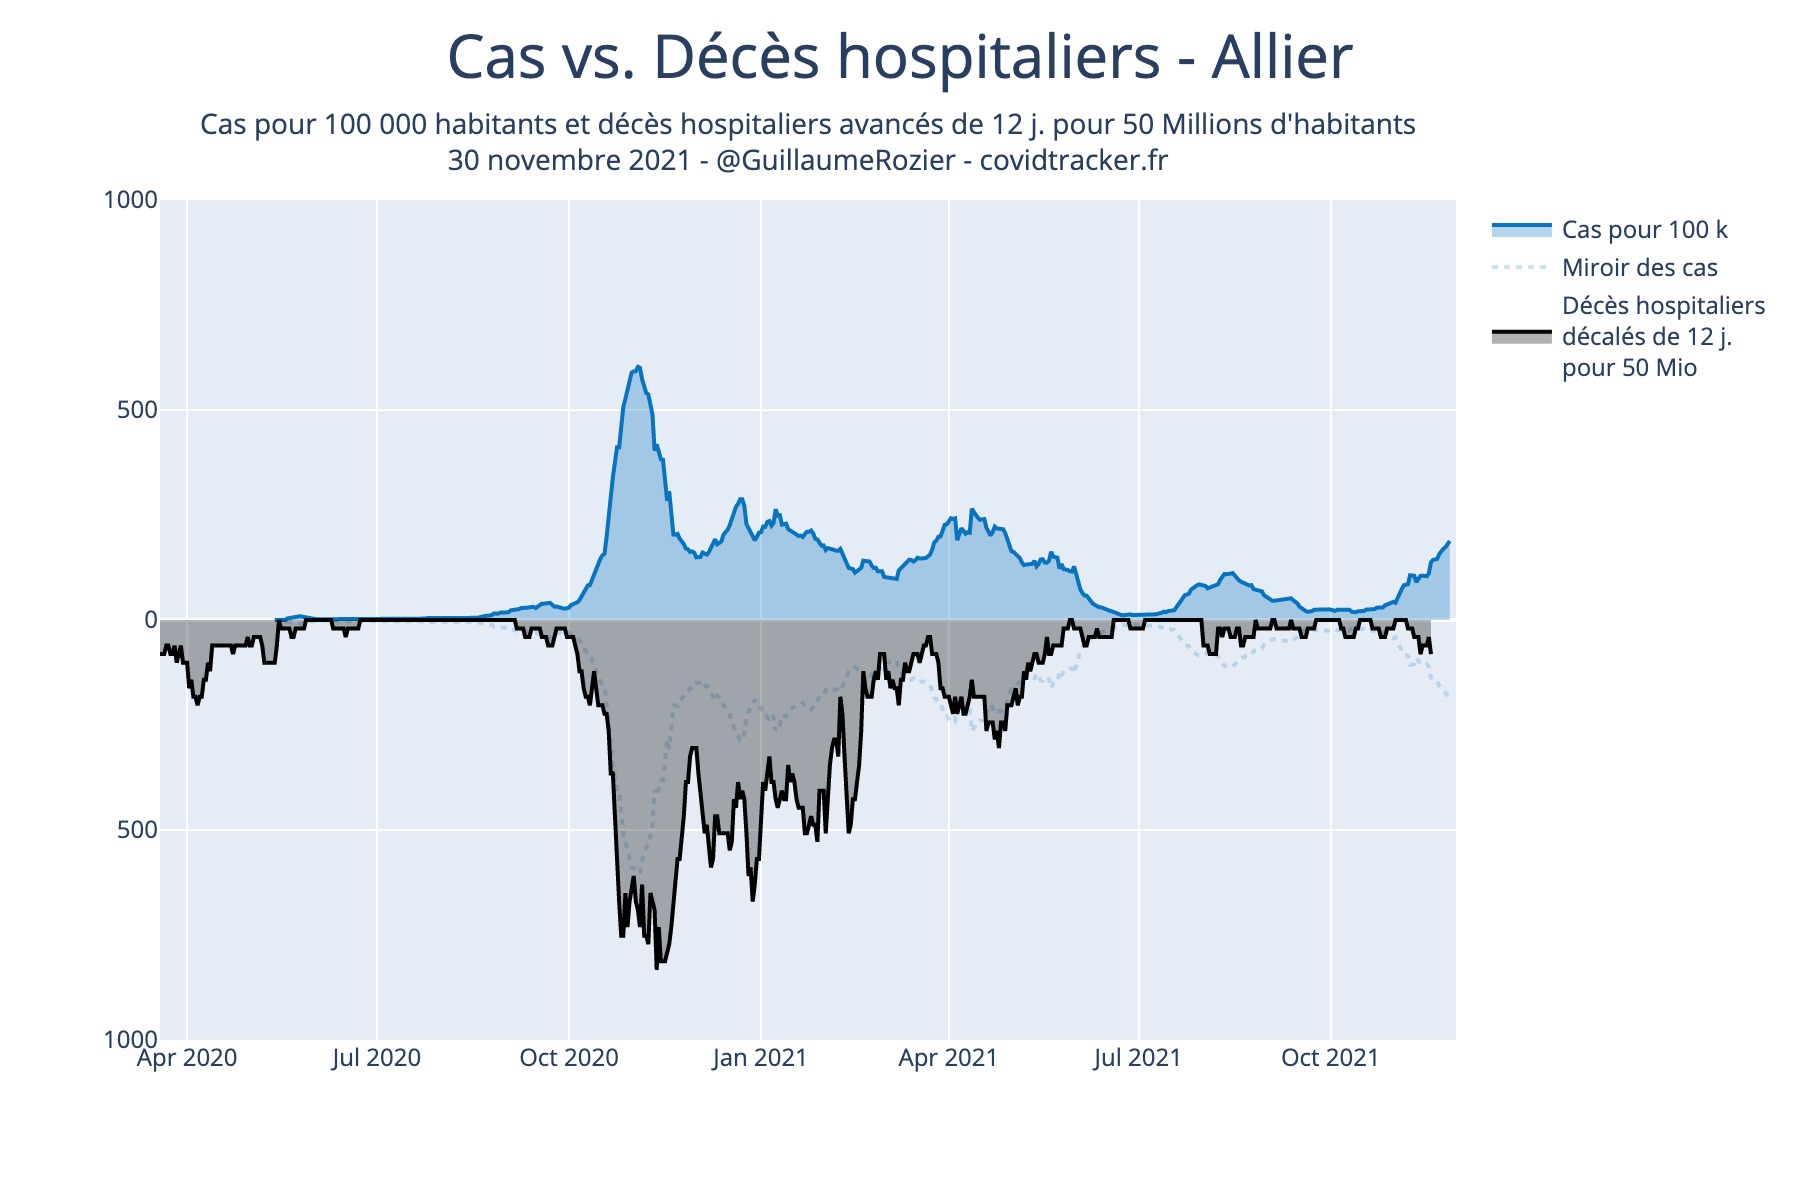 Cas vs. Décès hospitaliers - Allier
Cas pour 100 000 habitants et décès hospitaliers avancés de 12 j. pour 50 Millions d'habitants
30 novembre 2021 - @GuillaumeRozier - covidtracker.fr
1000
500
0
500
1000
Apr 2020
Jul 2020
Oct 2020
Jan 2021
Apr 2021
Jul 2021
Oct 2021
Cas pour 100 k
Miroir des cas
Décès hospitaliers
décalés de 12 j.
pour 50 Mio